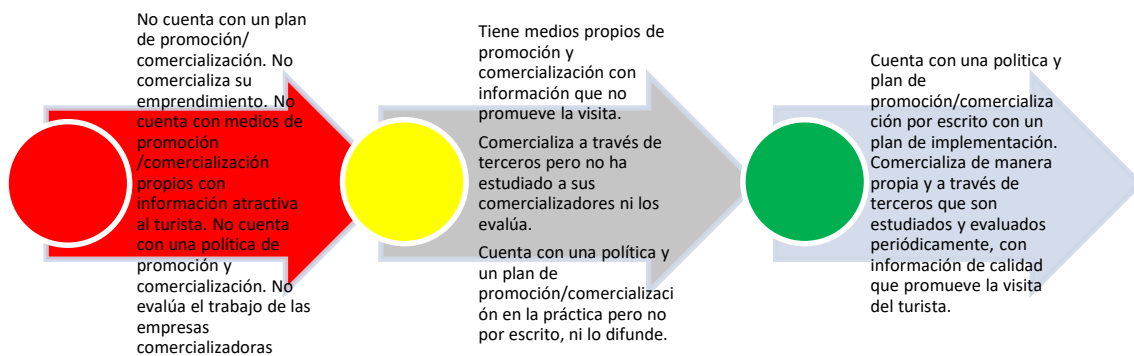 No cuenta con un plan
de promoción/
comercialización. No
comercializa su
emprendimiento. No
cuenta con medios de
promoción
/comercialización
propios con
información atractiva
al turista. No cuenta
con una política de
promoción y
comercialización. No
evalúa el trabajo de las
empresas
comercializadoras
Tiene medios propios de
promoción y
comercialización con
información que no
promueve la visita.
Comercializa a través de
terceros pero no ha
estudiado a sus
comercializadores ni los
evalúa.
Cuenta con una política y
un plan de
promoción/comercializaci
ón en la práctica pero no
por escrito, ni lo difunde.
Cuenta con una politica y
plan de
promoción/comercializa
ción por escrito con un
plan de implementación.
Comercializa de manera
propia y a través de
terceros que son
estudiados y evaluados
periódicamente, con
información de calidad
que promueve la visita
del turista.